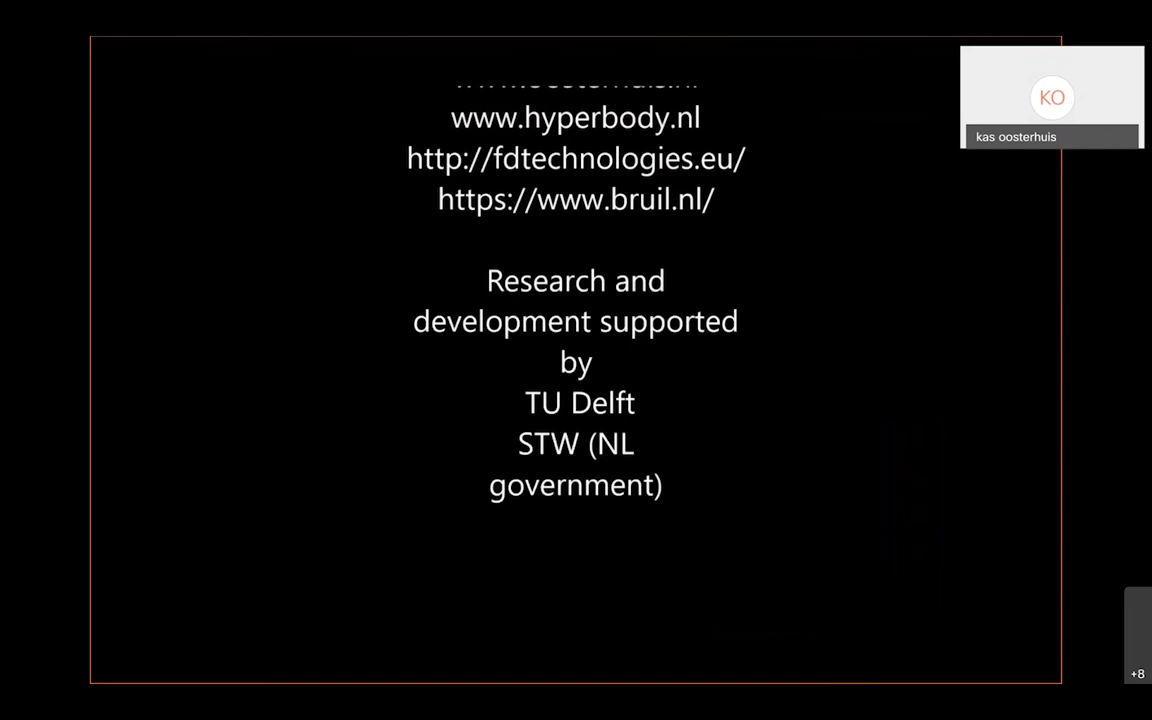 www.hyperbody.nl
http://fdtechnologies.eu/
https://www.bruil.nl/
Research and
development supported
by
TU Delft
STW (NL
government)
KO
kas oosterhuis
+8